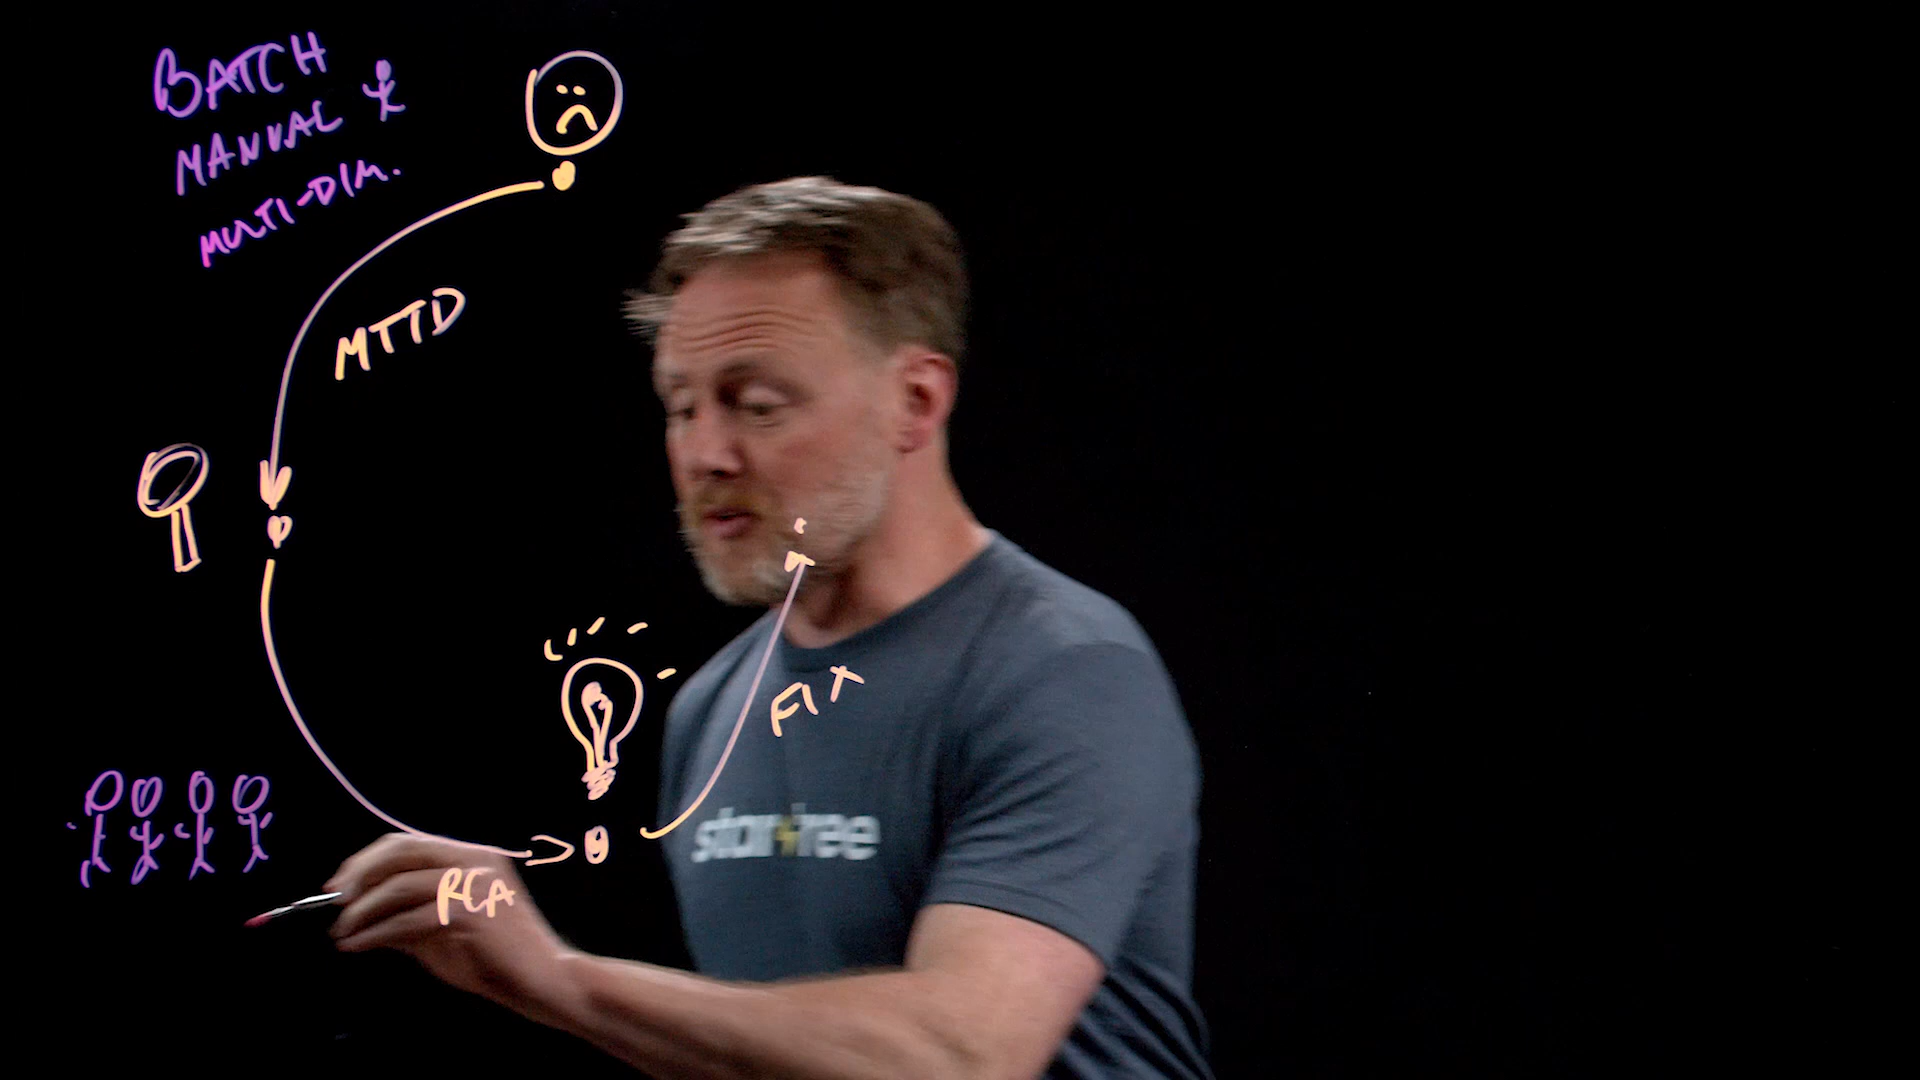 BATCH
MANUAL
MULTI-DIM.
MTTD
FIX
startree
RCA